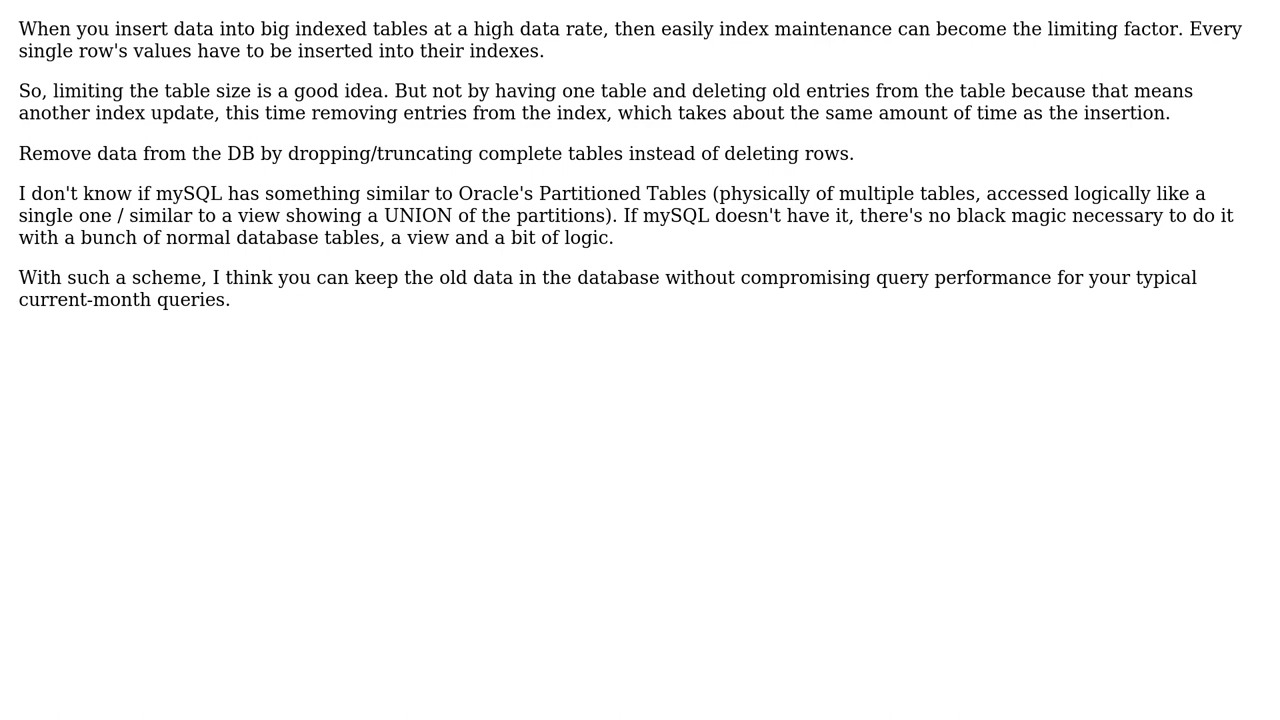 When you insert data into big indexed tables at a high data rate, then easily index maintenance can become the limiting factor. Every
single row's values have to be inserted into their indexes.
So, limiting the table size is a good idea. But not by having one table and deleting old entries from the table because that means
another index update, this time removing entries from the index, which takes about the same amount of time as the insertion.
Remove data from the DB by dropping/truncating complete tables instead of deleting rows.
I don't know if mySQL has something similar to Oracle's Partitioned Tables (physically of multiple tables, accessed logically like a
single one / similar to a view showing a UNION of the partitions). If mySQL doesn't have it, there's no black magic necessary to do it
with a bunch of normal database tables, a view and a bit of logic.
With such a scheme, I think you can keep the old data in the database without compromising query performance for your typical
current-month queries.